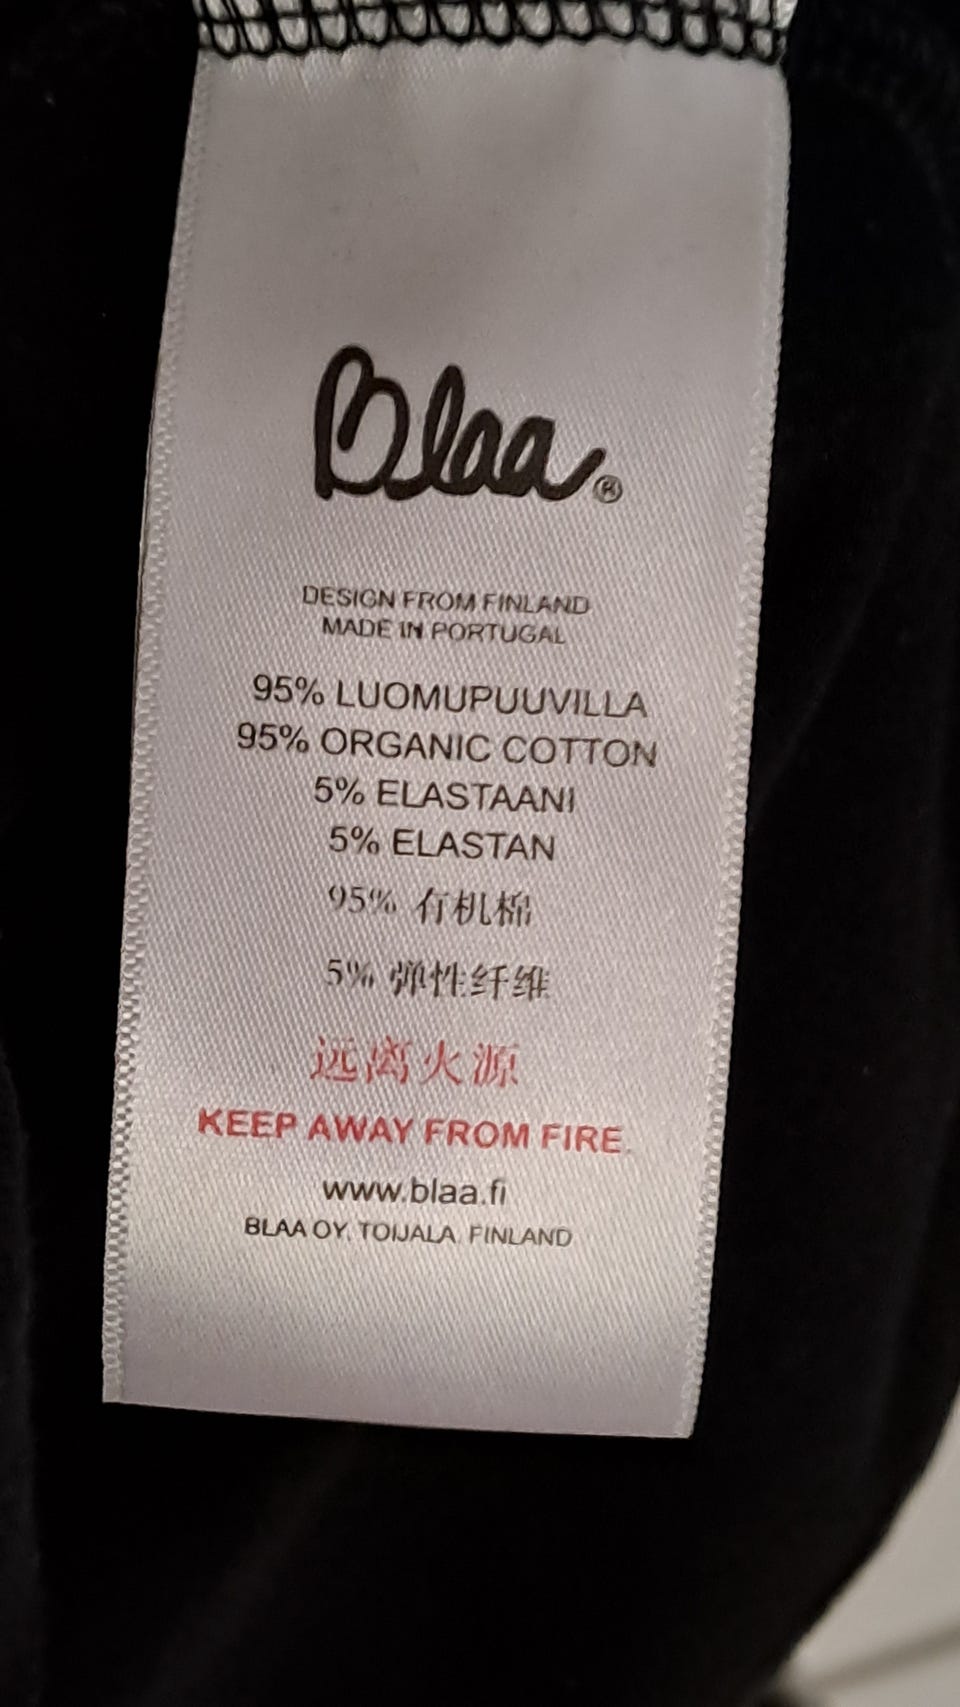 Blaa®
DESIGN FROM FINLAND
MADE IN PORTUGAL
95% LUOMUPUUVILLA
95% ORGANIC COTTON
5% ELASTAANI
5% ELASTAN
95% 有机棉
5% 弹性纤维
远离火源
KEEP AWAY FROM FIRE.
www.blaa.fi
BLAA OY, TOIJALA, FINLAND